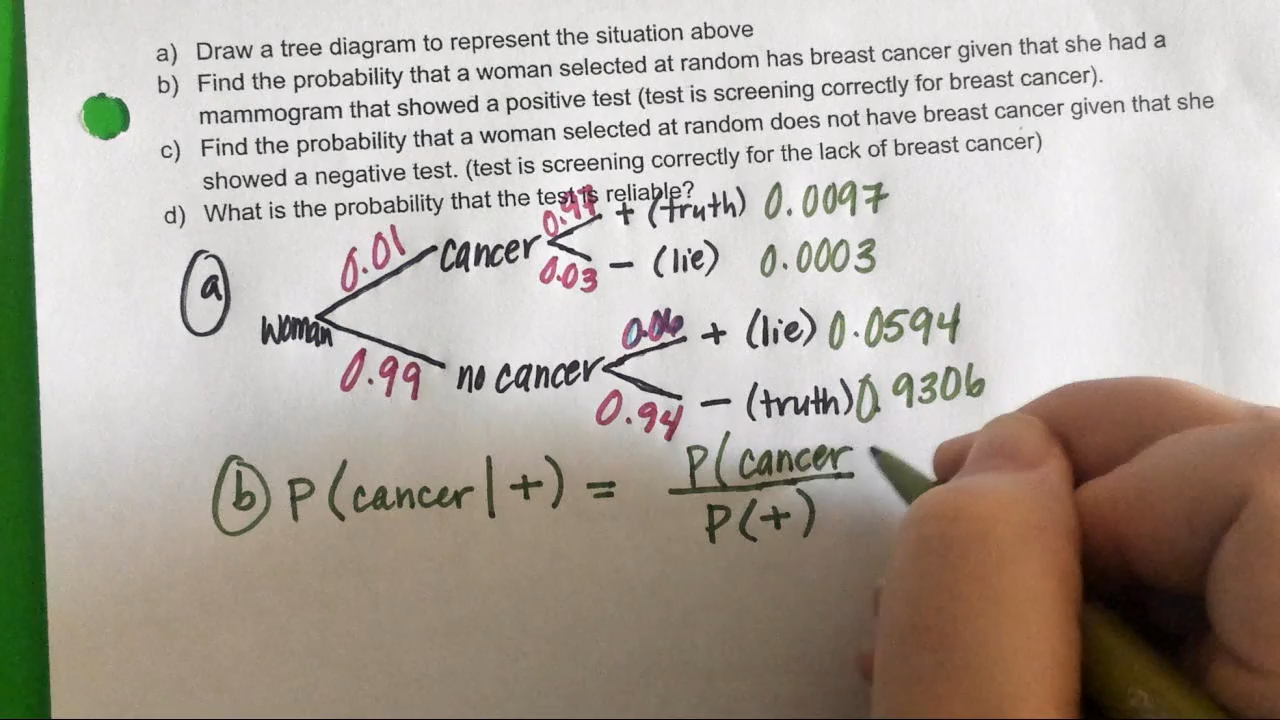 a) Draw a tree diagram to represent the situation above
b) Find the probability that a woman selected at random has breast cancer given that she had a
mammogram that showed a positive test (test is screening correctly for breast cancer).
c) Find the probability that a woman selected at random does not have breast cancer given that she
showed a negative test. (test is screening correctly for the lack of breast cancer)
d) What is the probability that the test is reliable?
0.97 + (truth) 0.0097
0.01 cancer
0.03 - (lie) 0.0003
a
woman
0.06 + (lie) 0.0594
0.99 no cancer
0.94 - (truth) 0.9306
b P(cancer | +) = P(cancer
P(+)